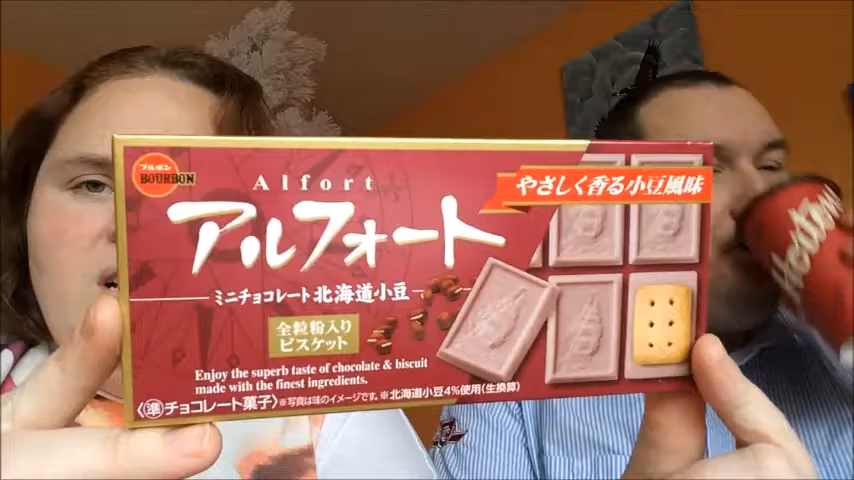 ブルボン
BOURBON
Alfort
やさしく香る小豆風味
アルフォート
ミニチョコレート北海道小豆
全粒粉入り
ビスケット
Enjoy the superb taste of chocolate & biscuit
made with the finest ingredients.
準チョコレート菓子 ※写真は味のイメージです。※北海道小豆4%使用(生換算)